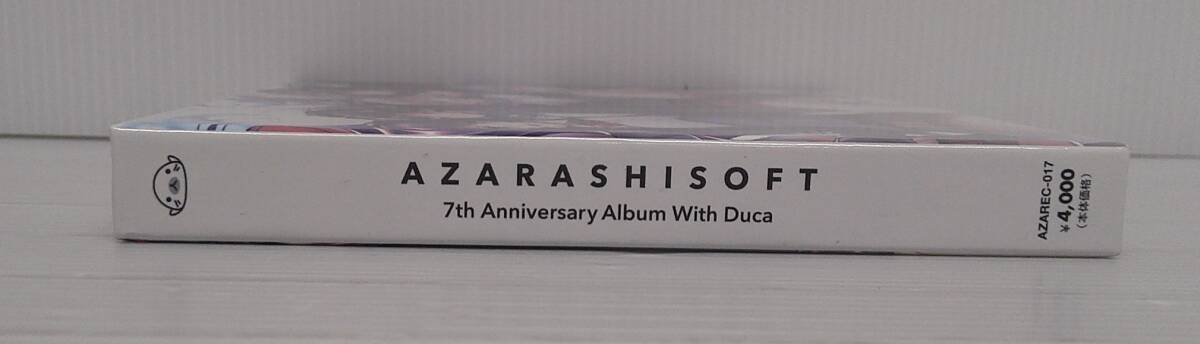 AZARASHISOFT
7th Anniversary Album With Duca
AZAREC-017
¥4,000
(本体価格)